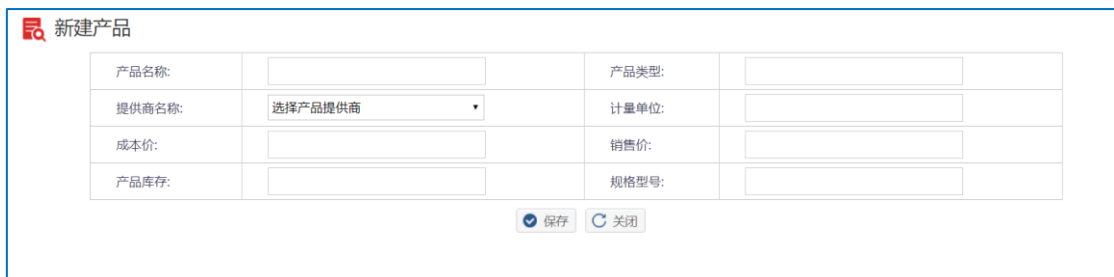 新建产品
产品名称: 产品类型:
提供商名称: 选择产品提供商 计量单位:
成本价: 销售价:
产品库存: 规格型号:
保存 关闭